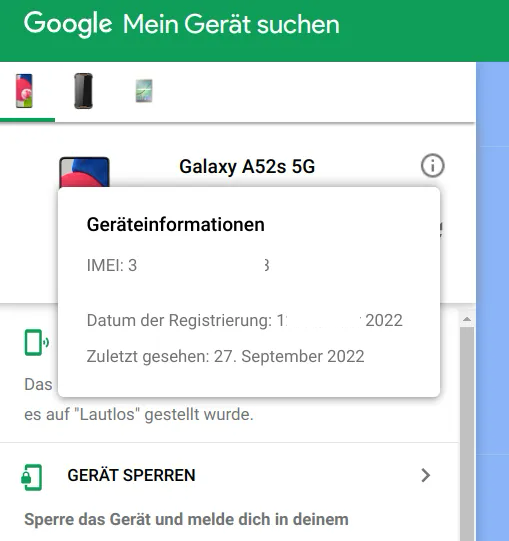 Google Mein Gerät suchen
Galaxy A52s 5G
Geräteinformationen
IMEI: 3 3
Datum der Registrierung: 1 2022
Zuletzt gesehen: 27. September 2022
Das
es auf "Lautlos" gestellt wurde.
GERÄT SPERREN
Sperre das Gerät und melde dich in deinem